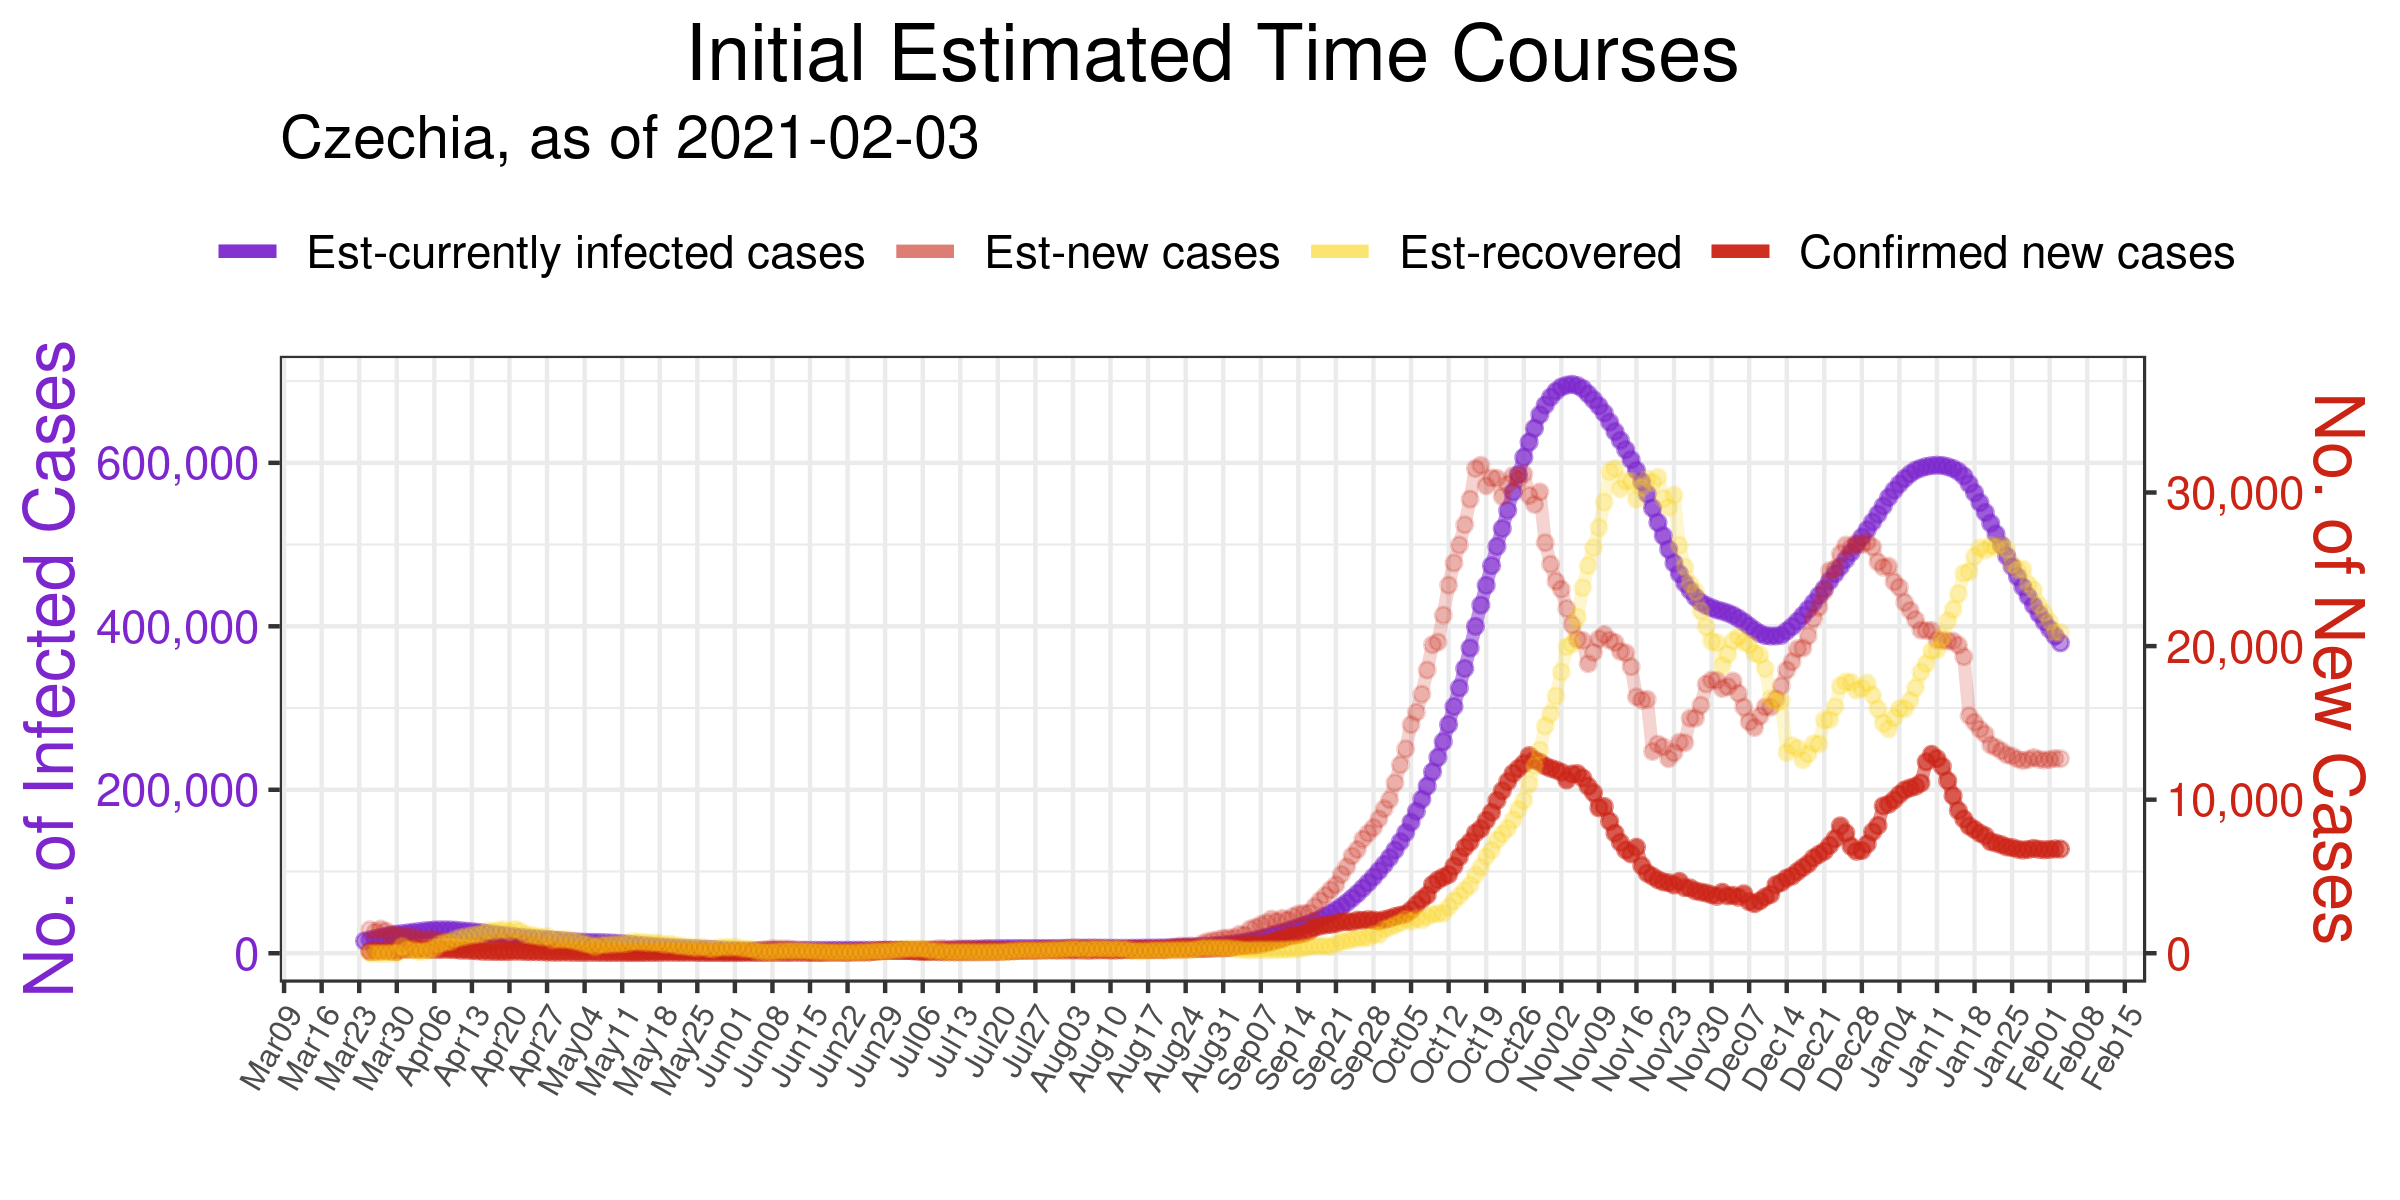 Initial Estimated Time Courses
Czechia, as of 2021-02-03
Est-currently infected cases Est-new cases Est-recovered Confirmed new cases
No. of Infected Cases
600,000
400,000
200,000
0
30,000
20,000
10,000
0
No. of New Cases
Mar09 Mar16 Mar23 Mar30 Apr06 Apr13 Apr20 Apr27 May04 May11 May18 May25 Jun01 Jun08 Jun15 Jun22 Jun29 Jul06 Jul13 Jul20 Jul27 Aug03 Aug10 Aug17 Aug24 Aug31 Sep07 Sep14 Sep21 Sep28 Oct05 Oct12 Oct19 Oct26 Nov02 Nov09 Nov16 Nov23 Nov30 Dec07 Dec14 Dec21 Dec28 Jan04 Jan11 Jan18 Jan25 Feb01 Feb08 Feb15